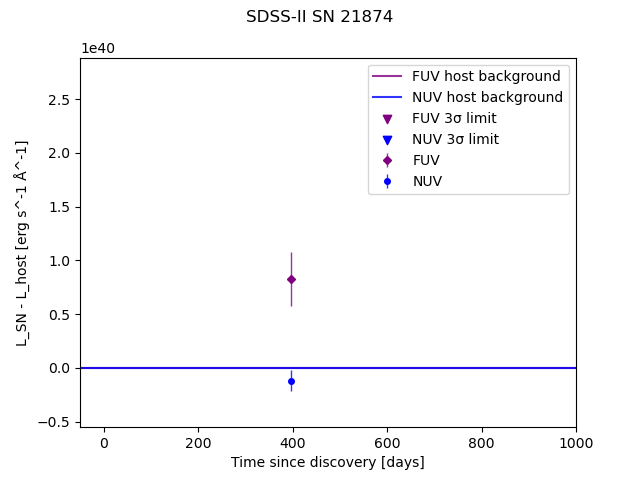 SDSS-II SN 21874
1e40
FUV host background
NUV host background
FUV 3σ limit
NUV 3σ limit
FUV
NUV
2.5
2.0
1.5
1.0
0.5
0.0
−0.5
L_SN - L_host [erg s^-1 Å^-1]
0 200 400 600 800 1000
Time since discovery [days]